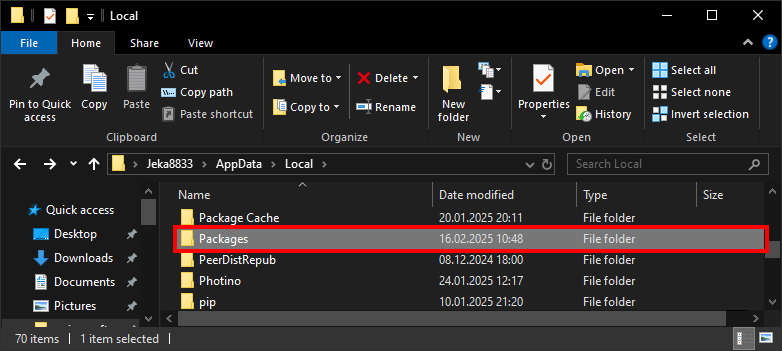 Local
File Home Share View
Pin to Quick access
Copy
Paste
Cut
Copy path
Paste shortcut
Clipboard
Move to
Copy to
Delete
Rename
Organize
New folder
New
Properties
Open
Edit
History
Open
Select all
Select none
Invert selection
Select
Jeka8833 > AppData > Local >
Search Local
Quick access
Desktop
Downloads
Documents
Pictures
Name Date modified Type Size
Package Cache 20.01.2025 20:11 File folder
Packages 16.02.2025 10:48 File folder
PeerDistRepub 08.12.2024 18:00 File folder
Photino 24.01.2025 12:17 File folder
pip 10.01.2025 21:20 File folder
70 items 1 item selected